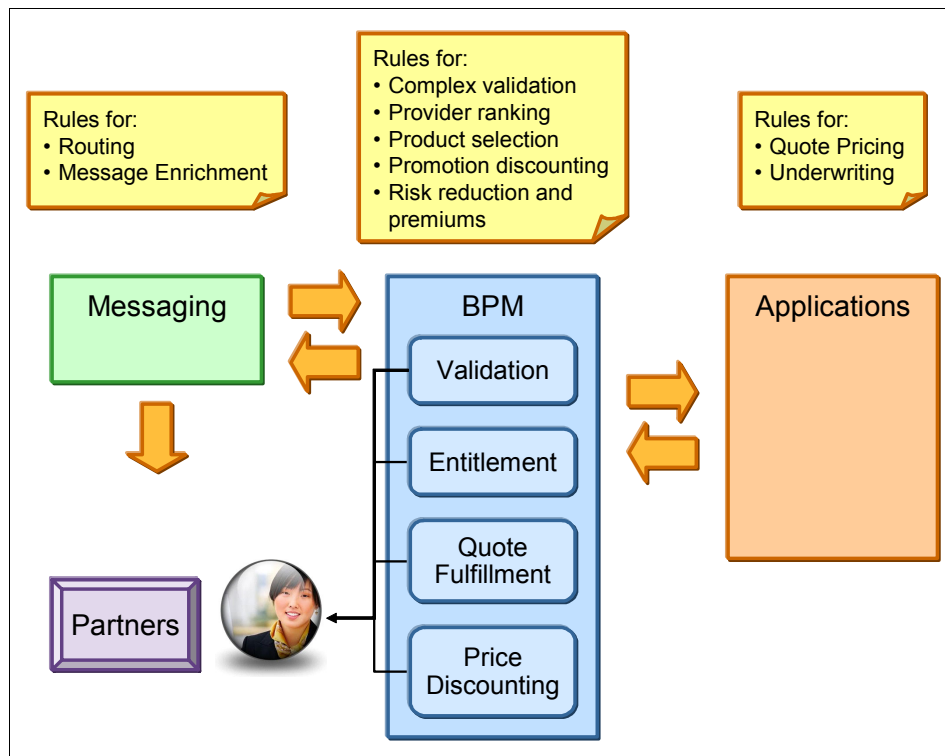 Rules for:
• Routing
• Message Enrichment
Rules for:
• Complex validation
• Provider ranking
• Product selection
• Promotion discounting
• Risk reduction and
premiums
Rules for:
• Quote Pricing
• Underwriting
Messaging
BPM
Applications
Validation
Entitlement
Quote
Fulfillment
Price
Discounting
Partners